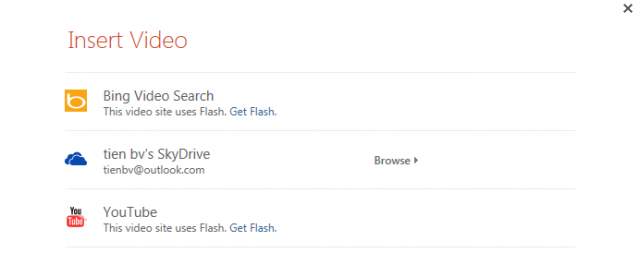 Insert Video
Bing Video Search
This video site uses Flash. Get Flash.
tien bv's SkyDrive
Browse
tienbv@outlook.com
You
Tube
YouTube
This video site uses Flash. Get Flash.